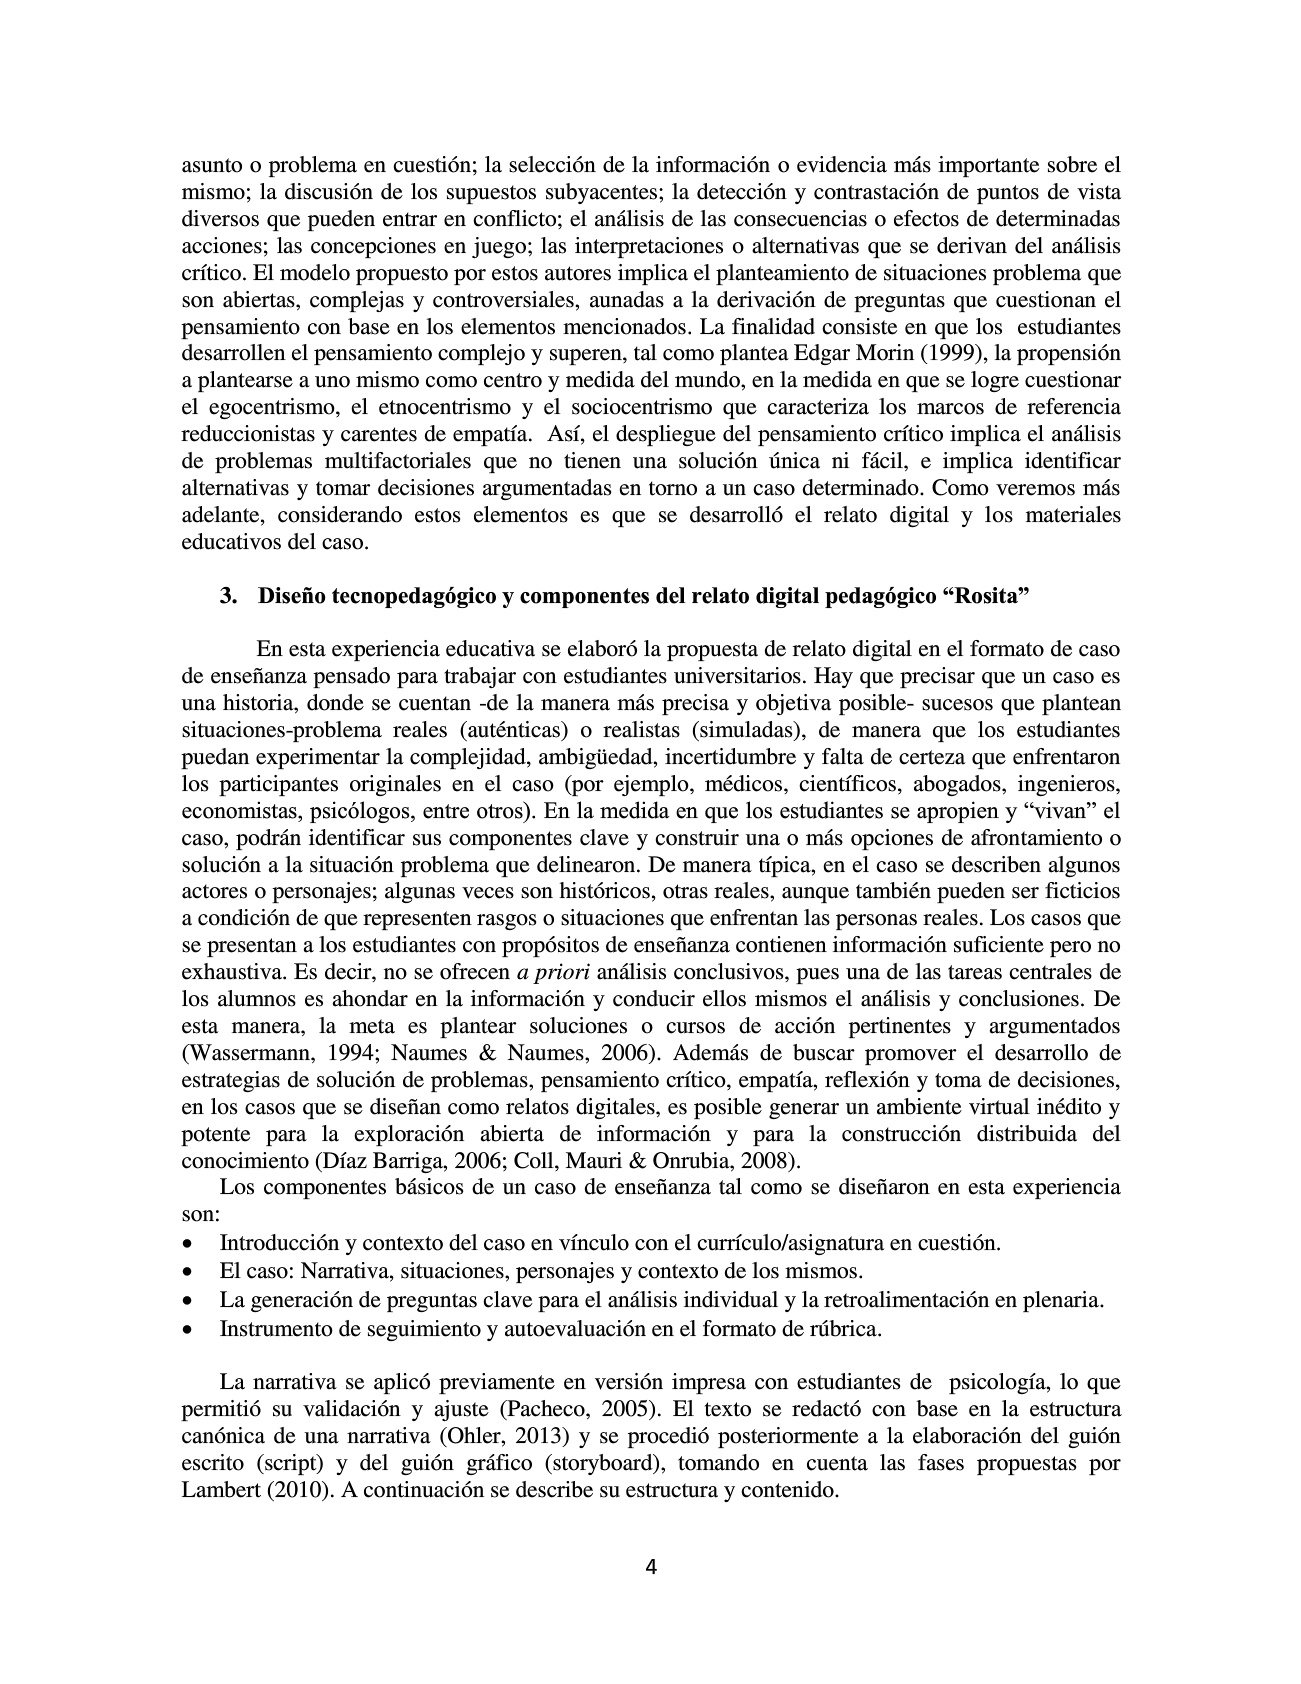 asunto o problema en cuestión; la selección de la información o evidencia más importante sobre el
mismo; la discusión de los supuestos subyacentes; la detección y contrastación de puntos de vista
diversos que pueden entrar en conflicto; el análisis de las consecuencias o efectos de determinadas
acciones; las concepciones en juego; las interpretaciones o alternativas que se derivan del análisis
crítico. El modelo propuesto por estos autores implica el planteamiento de situaciones problema que
son abiertas, complejas y controversiales, aunadas a la derivación de preguntas que cuestionan el
pensamiento con base en los elementos mencionados. La finalidad consiste en que los  estudiantes
desarrollen el pensamiento complejo y superen, tal como plantea Edgar Morin (1999), la propensión
a plantearse a uno mismo como centro y medida del mundo, en la medida en que se logre cuestionar
el egocentrismo, el etnocentrismo y el sociocentrismo que caracteriza los marcos de referencia
reduccionistas y carentes de empatía.  Así, el despliegue del pensamiento crítico implica el análisis
de problemas multifactoriales que no tienen una solución única ni fácil, e implica identificar
alternativas y tomar decisiones argumentadas en torno a un caso determinado. Como veremos más
adelante, considerando estos elementos es que se desarrolló el relato digital y los materiales
educativos del caso.
3. Diseño tecnopedagógico y componentes del relato digital pedagógico “Rosita”
En esta experiencia educativa se elaboró la propuesta de relato digital en el formato de caso
de enseñanza pensado para trabajar con estudiantes universitarios. Hay que precisar que un caso es
una historia, donde se cuentan -de la manera más precisa y objetiva posible- sucesos que plantean
situaciones-problema reales (auténticas) o realistas (simuladas), de manera que los estudiantes
puedan experimentar la complejidad, ambigüedad, incertidumbre y falta de certeza que enfrentaron
los participantes originales en el caso (por ejemplo, médicos, científicos, abogados, ingenieros,
economistas, psicólogos, entre otros). En la medida en que los estudiantes se apropien y “vivan” el
caso, podrán identificar sus componentes clave y construir una o más opciones de afrontamiento o
solución a la situación problema que delinearon. De manera típica, en el caso se describen algunos
actores o personajes; algunas veces son históricos, otras reales, aunque también pueden ser ficticios
a condición de que representen rasgos o situaciones que enfrentan las personas reales. Los casos que
se presentan a los estudiantes con propósitos de enseñanza contienen información suficiente pero no
exhaustiva. Es decir, no se ofrecen a priori análisis conclusivos, pues una de las tareas centrales de
los alumnos es ahondar en la información y conducir ellos mismos el análisis y conclusiones. De
esta manera, la meta es plantear soluciones o cursos de acción pertinentes y argumentados
(Wassermann, 1994; Naumes & Naumes, 2006). Además de buscar promover el desarrollo de
estrategias de solución de problemas, pensamiento crítico, empatía, reflexión y toma de decisiones,
en los casos que se diseñan como relatos digitales, es posible generar un ambiente virtual inédito y
potente para la exploración abierta de información y para la construcción distribuida del
conocimiento (Díaz Barriga, 2006; Coll, Mauri & Onrubia, 2008).
Los componentes básicos de un caso de enseñanza tal como se diseñaron en esta experiencia
son:
• Introducción y contexto del caso en vínculo con el currículo/asignatura en cuestión.
• El caso: Narrativa, situaciones, personajes y contexto de los mismos.
• La generación de preguntas clave para el análisis individual y la retroalimentación en plenaria.
• Instrumento de seguimiento y autoevaluación en el formato de rúbrica.
La narrativa se aplicó previamente en versión impresa con estudiantes de  psicología, lo que
permitió su validación y ajuste (Pacheco, 2005). El texto se redactó con base en la estructura
canónica de una narrativa (Ohler, 2013) y se procedió posteriormente a la elaboración del guión
escrito (script) y del guión gráfico (storyboard), tomando en cuenta las fases propuestas por
Lambert (2010). A continuación se describe su estructura y contenido.
4